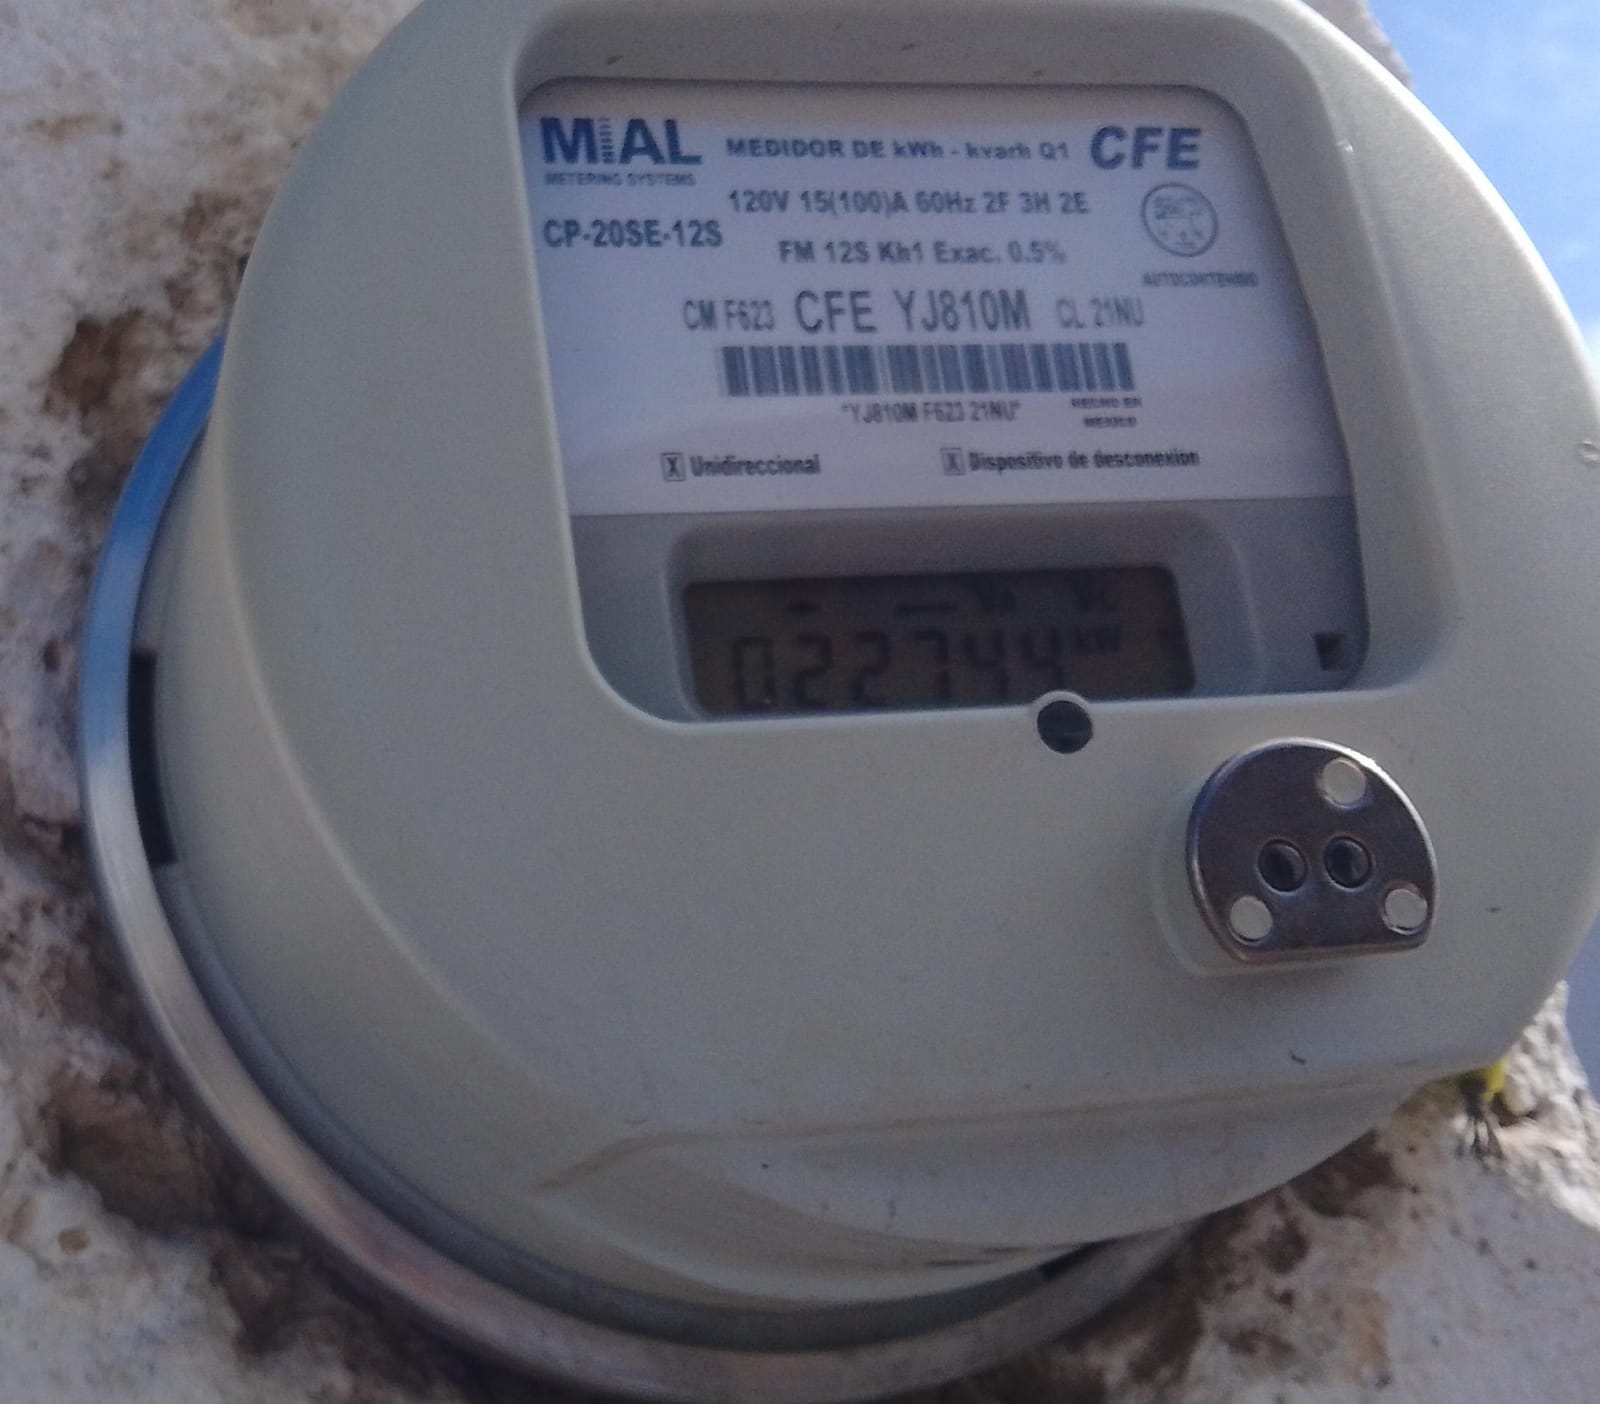 MIAL MEDIDOR DE kWh - kvarh Q1 CFE
METERING SYSTEMS
120V 15(100)A 60Hz 2F 3H 2E
CP-20SE-12S
FM 12S Kh1 Exac. 0.5%
AUTOCONTENIDO
CM F623 CFE YJ810M CL 21NU
"YJ810M F623 21NU"
HECHO EN
MEXICO
X Unidireccional X Dispositivo de desconexion
022744 kW